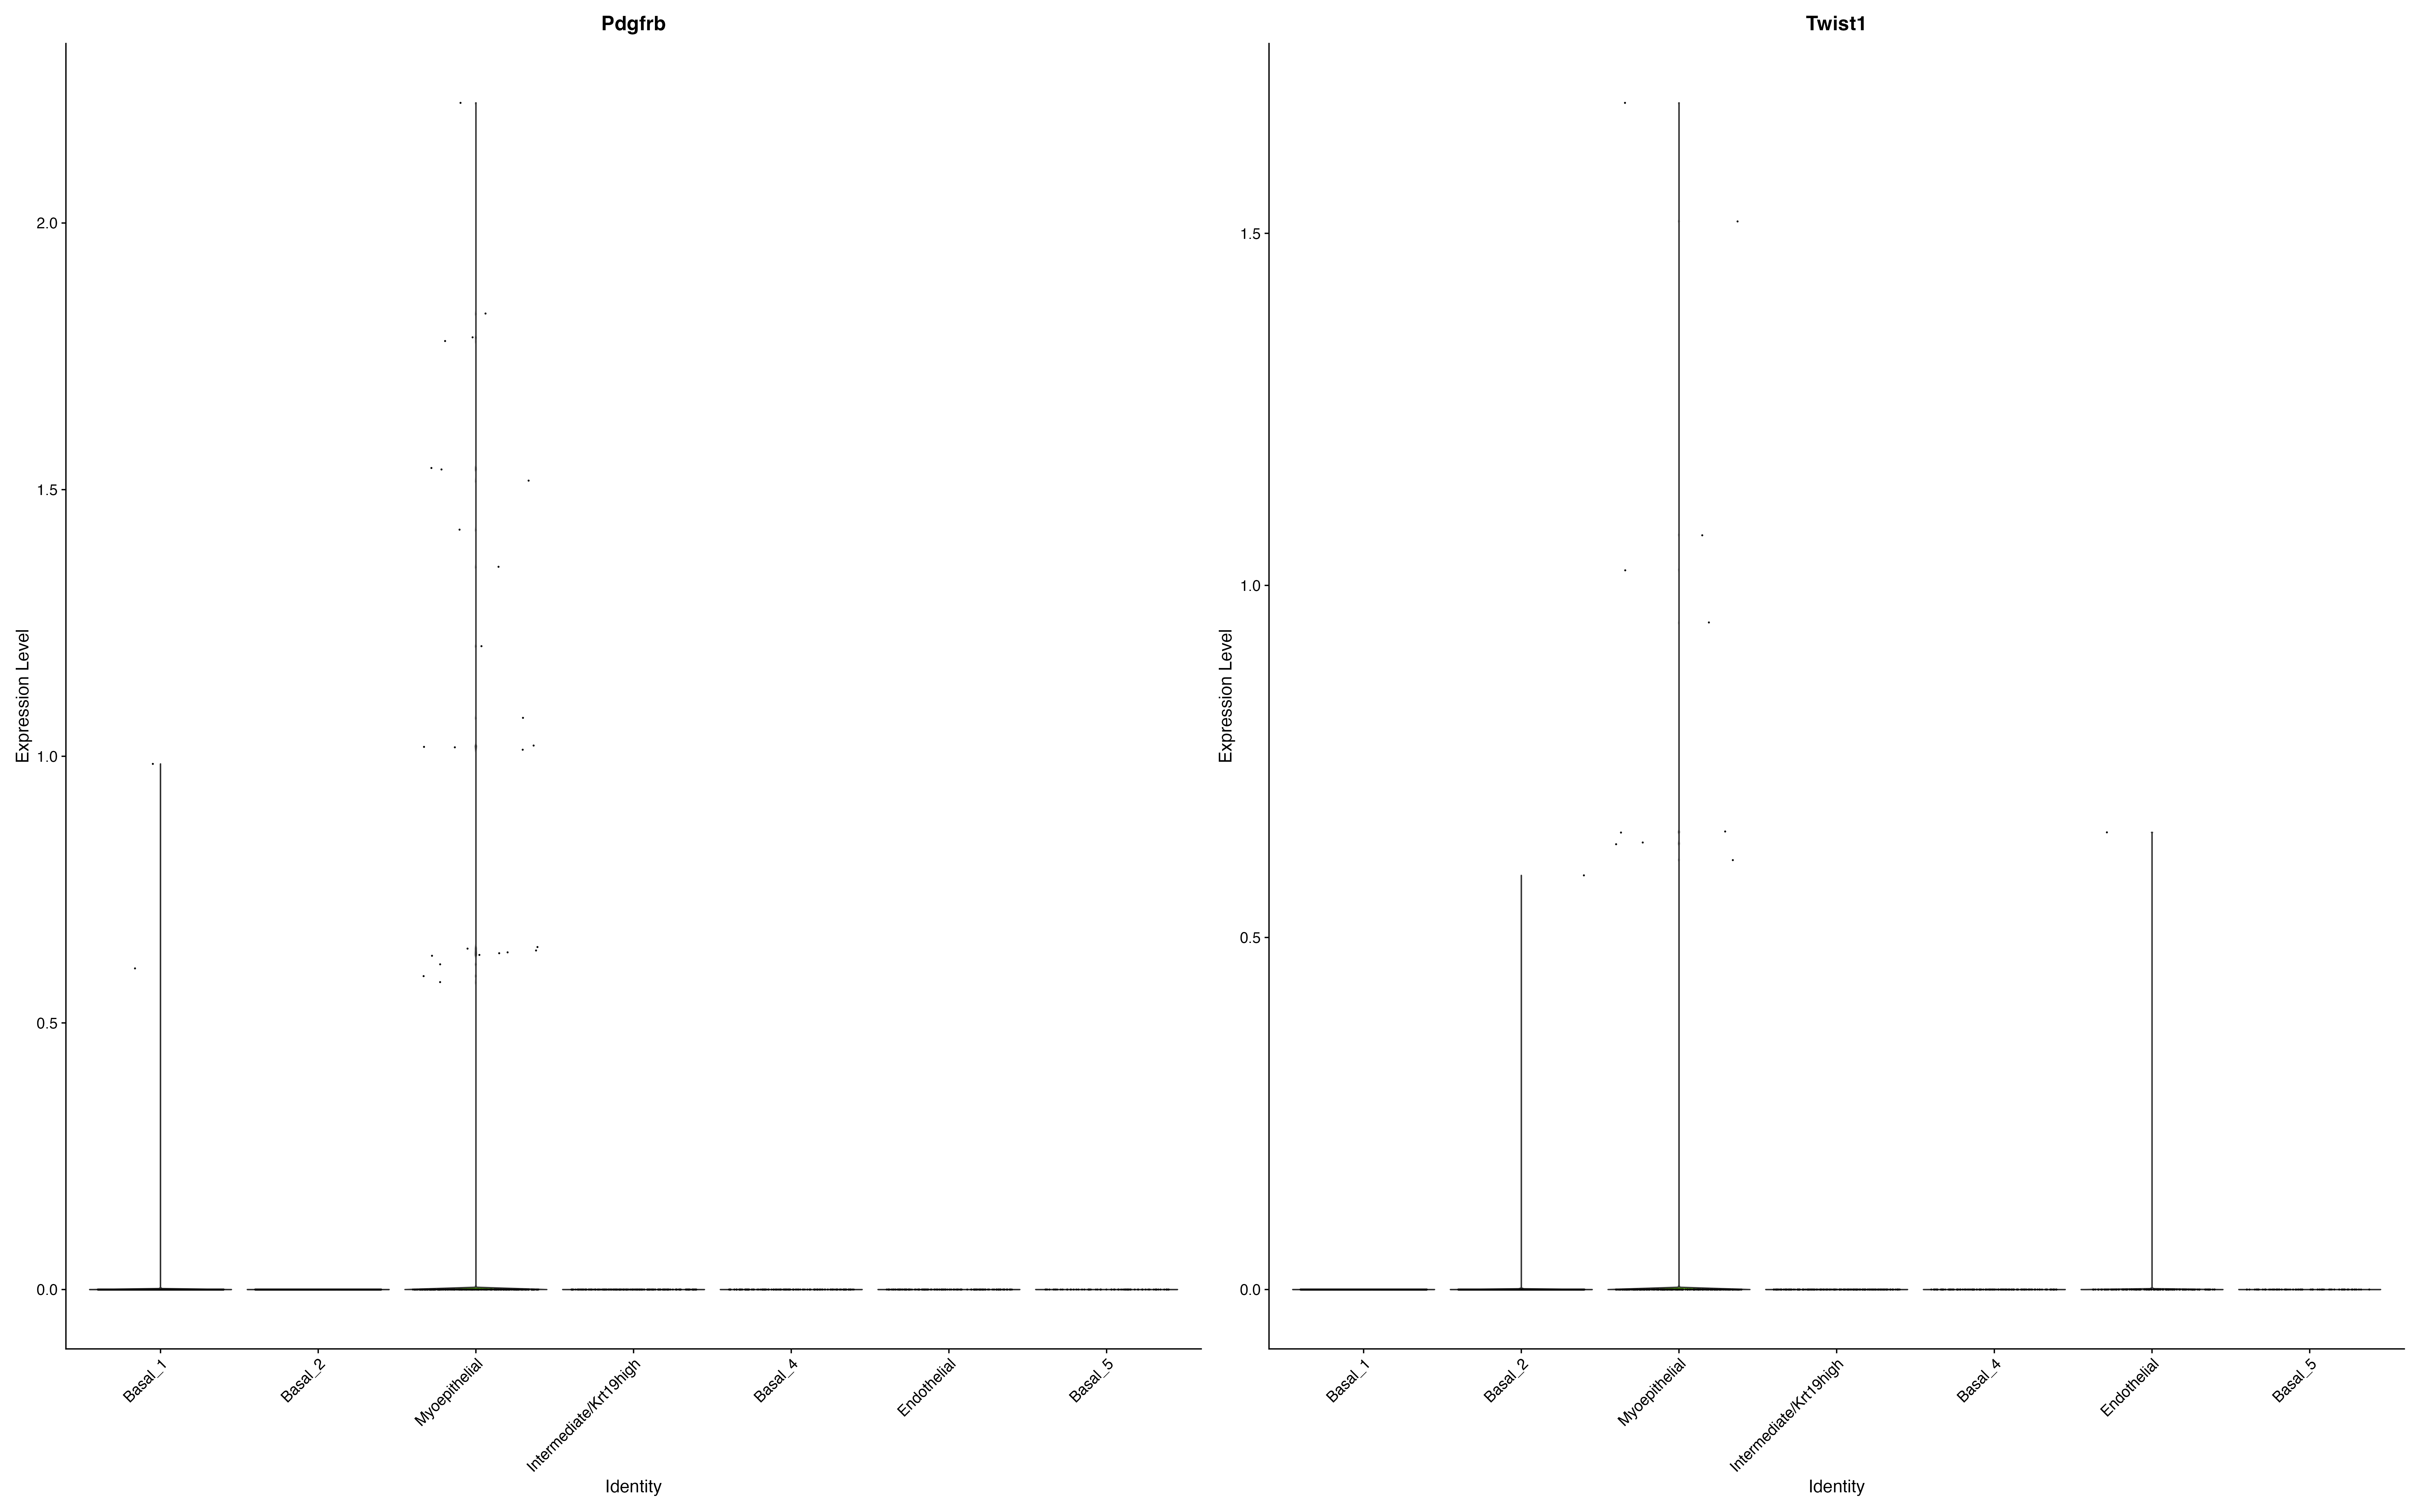 Pdgfrb
Expression Level
2.0
1.5
1.0
0.5
0.0
Basal_1
Basal_2
Myoepithelial
Intermediate/Krt19high
Basal_4
Endothelial
Basal_5
Identity
Twist1
Expression Level
1.5
1.0
0.5
0.0
Basal_1
Basal_2
Myoepithelial
Intermediate/Krt19high
Basal_4
Endothelial
Basal_5
Identity